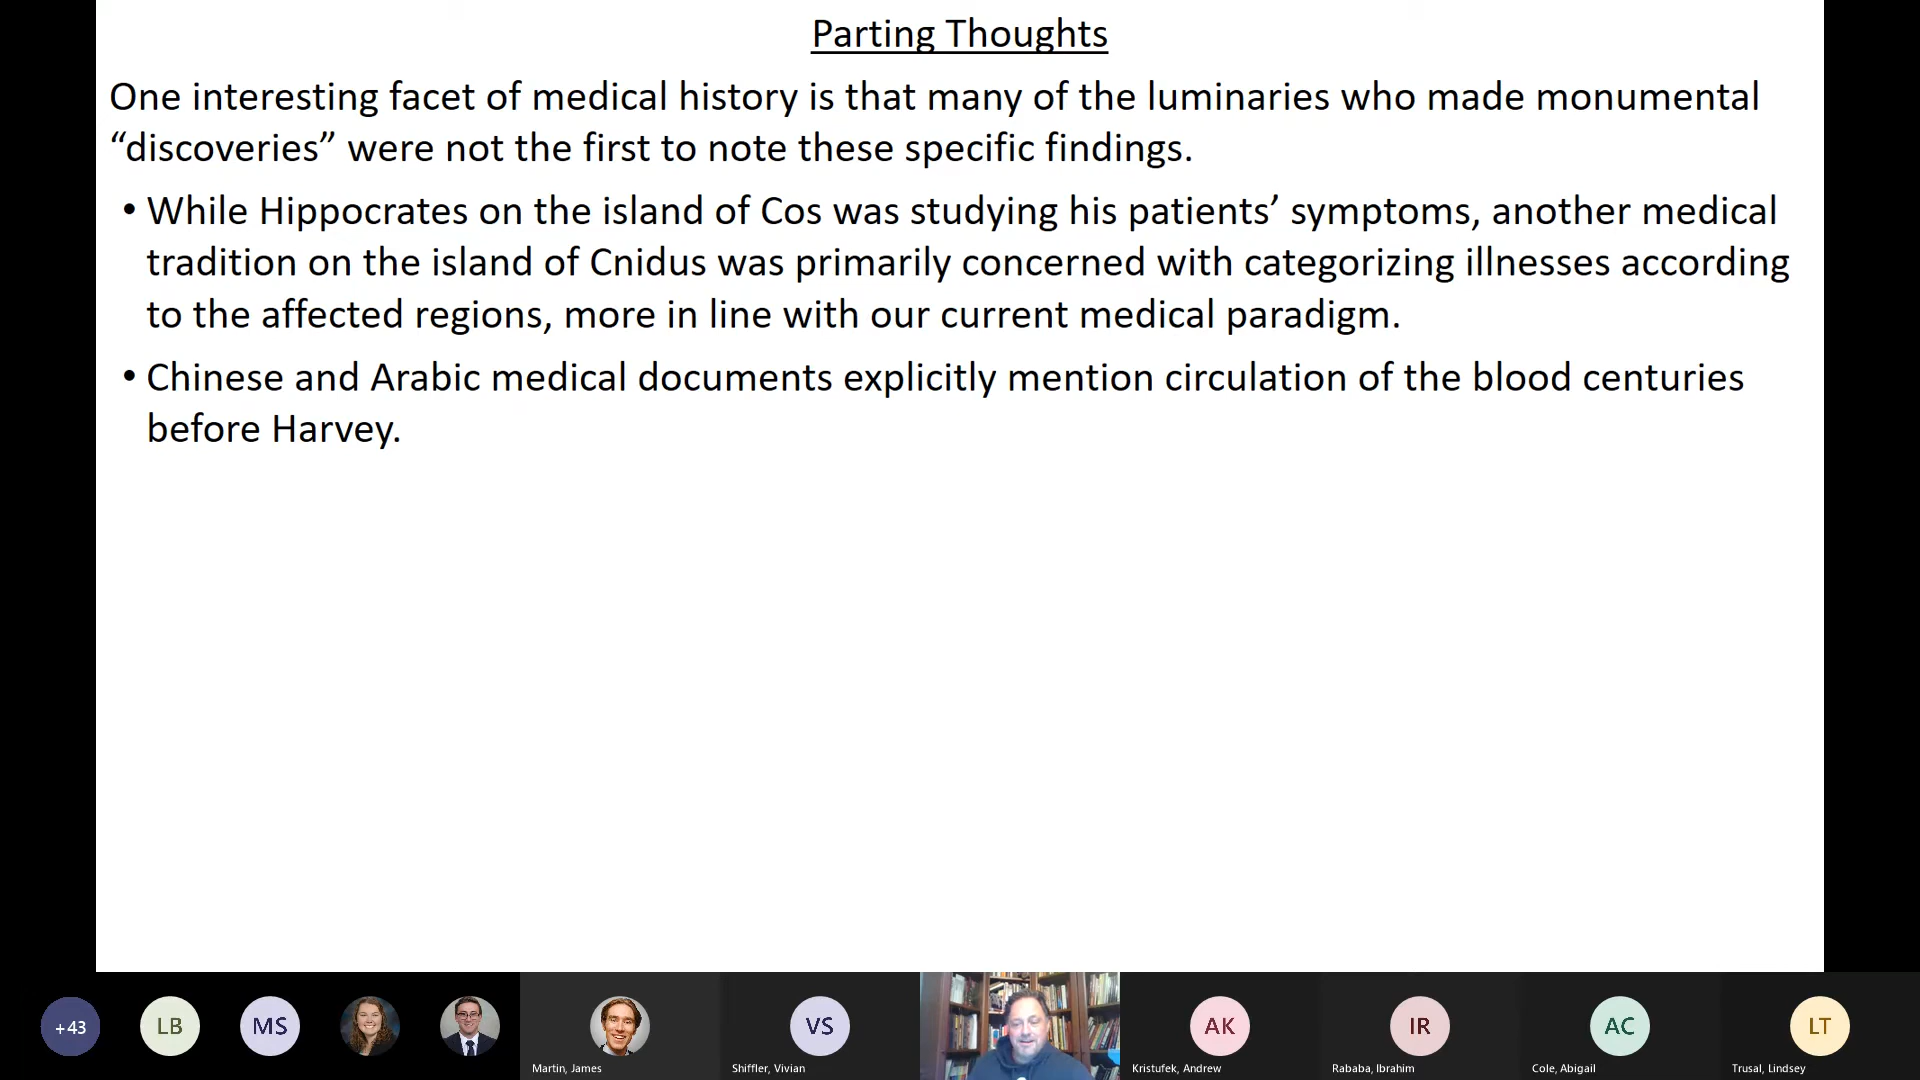 Parting Thoughts
One interesting facet of medical history is that many of the luminaries who made monumental
“discoveries” were not the first to note these specific findings.
• While Hippocrates on the island of Cos was studying his patients’ symptoms, another medical
tradition on the island of Cnidus was primarily concerned with categorizing illnesses according
to the affected regions, more in line with our current medical paradigm.
• Chinese and Arabic medical documents explicitly mention circulation of the blood centuries
before Harvey.
+43
LB
MS
VS
AK
IR
AC
LT
Martin, James
Shiffler, Vivian
Kristufek, Andrew
Rababa, Ibrahim
Cole, Abigail
Trusal, Lindsey